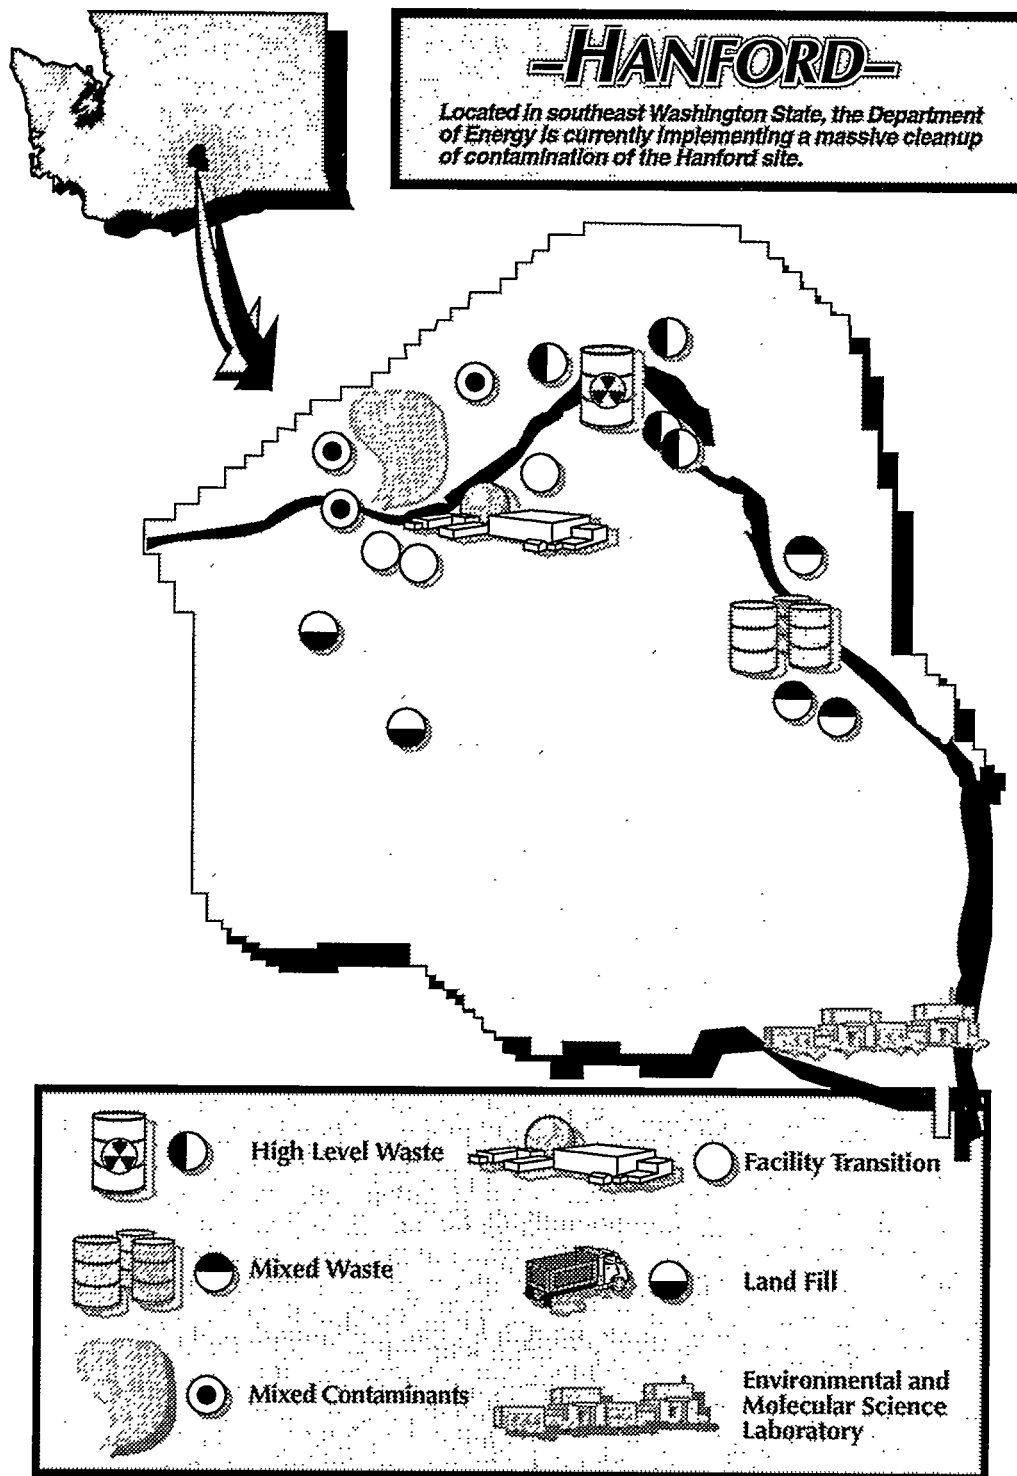 –HANFORD–
Located in southeast Washington State, the Department
of Energy is currently implementing a massive cleanup
of contamination of the Hanford site.
High Level Waste
Facility Transition
Mixed Waste
Land Fill
Mixed Contaminants
Environmental and
Molecular Science
Laboratory